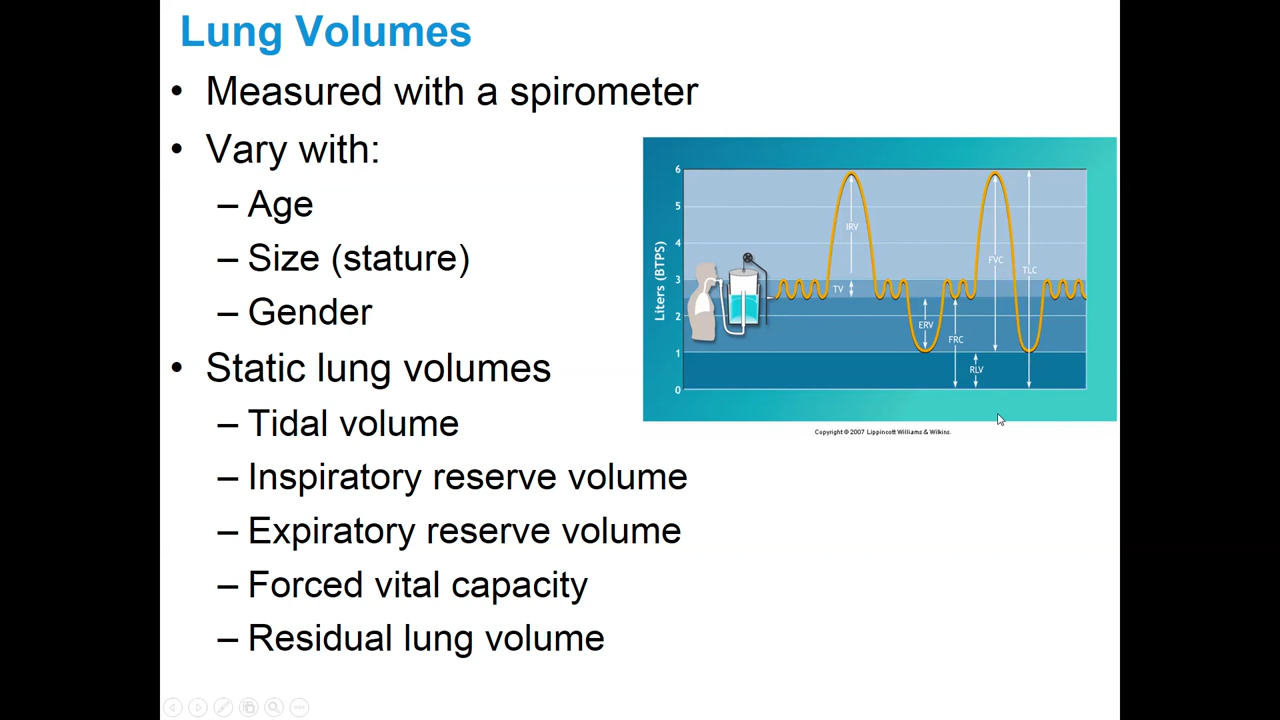 Lung Volumes
• Measured with a spirometer
• Vary with:
– Age
– Size (stature)
– Gender
• Static lung volumes
– Tidal volume
– Inspiratory reserve volume
– Expiratory reserve volume
– Forced vital capacity
– Residual lung volume
Liters (BTPS)
6
5
4
3
2
1
0
IRV
TV
ERV
FRC
RLV
FVC
TLC
Copyright © 2007 Lippincott Williams & Wilkins.